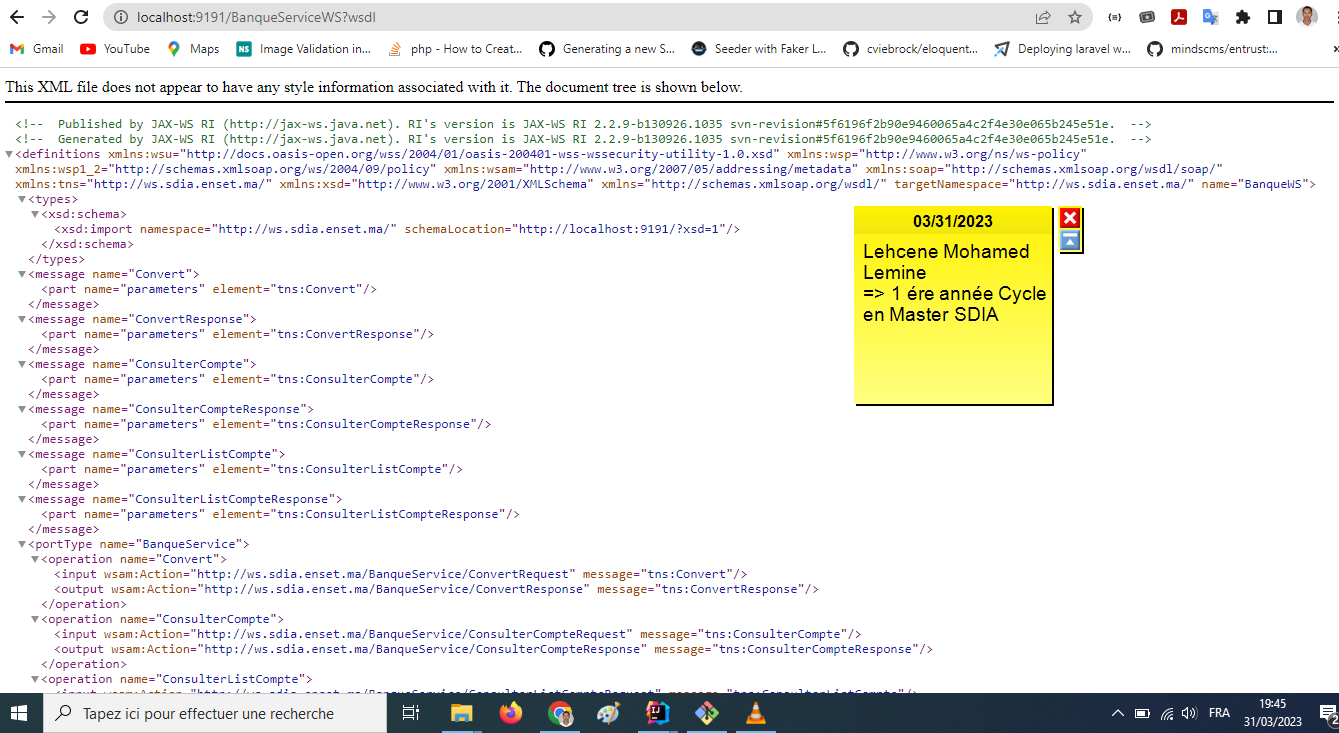 localhost:9191/BanqueServiceWS?wsdl
Gmail YouTube Maps NS Image Validation in... php - How to Creat... Generating a new S... Seeder with Faker L... cviebrock/eloquent... Deploying laravel w... mindscms/entrust:...
This XML file does not appear to have any style information associated with it. The document tree is shown below.
<!-- Published by JAX-WS RI (http://jax-ws.java.net). RI's version is JAX-WS RI 2.2.9-b130926.1035 svn-revision#5f6196f2b90e9460065a4c2f4e30e065b245e51e. -->
<!-- Generated by JAX-WS RI (http://jax-ws.java.net). RI's version is JAX-WS RI 2.2.9-b130926.1035 svn-revision#5f6196f2b90e9460065a4c2f4e30e065b245e51e. -->
<definitions xmlns:wsu="http://docs.oasis-open.org/wss/2004/01/oasis-200401-wss-wssecurity-utility-1.0.xsd" xmlns:wsp="http://www.w3.org/ns/ws-policy"
xmlns:wsp1_2="http://schemas.xmlsoap.org/ws/2004/09/policy" xmlns:wsam="http://www.w3.org/2007/05/addressing/metadata" xmlns:soap="http://schemas.xmlsoap.org/wsdl/soap/"
xmlns:tns="http://ws.sdia.enset.ma/" xmlns:xsd="http://www.w3.org/2001/XMLSchema" xmlns="http://schemas.xmlsoap.org/wsdl/" targetNamespace="http://ws.sdia.enset.ma/" name="BanqueWS">
<types>
<xsd:schema>
<xsd:import namespace="http://ws.sdia.enset.ma/" schemaLocation="http://localhost:9191/?xsd=1"/>
</xsd:schema>
</types>
<message name="Convert">
<part name="parameters" element="tns:Convert"/>
</message>
<message name="ConvertResponse">
<part name="parameters" element="tns:ConvertResponse"/>
</message>
<message name="ConsulterCompte">
<part name="parameters" element="tns:ConsulterCompte"/>
</message>
<message name="ConsulterCompteResponse">
<part name="parameters" element="tns:ConsulterCompteResponse"/>
</message>
<message name="ConsulterListCompte">
<part name="parameters" element="tns:ConsulterListCompte"/>
</message>
<message name="ConsulterListCompteResponse">
<part name="parameters" element="tns:ConsulterListCompteResponse"/>
</message>
<portType name="BanqueService">
<operation name="Convert">
<input wsam:Action="http://ws.sdia.enset.ma/BanqueService/ConvertRequest" message="tns:Convert"/>
<output wsam:Action="http://ws.sdia.enset.ma/BanqueService/ConvertResponse" message="tns:ConvertResponse"/>
</operation>
<operation name="ConsulterCompte">
<input wsam:Action="http://ws.sdia.enset.ma/BanqueService/ConsulterCompteRequest" message="tns:ConsulterCompte"/>
<output wsam:Action="http://ws.sdia.enset.ma/BanqueService/ConsulterCompteResponse" message="tns:ConsulterCompteResponse"/>
</operation>
<operation name="ConsulterListCompte">
03/31/2023
Lehcene Mohamed
Lemine
=> 1 ére année Cycle
en Master SDIA
Tapez ici pour effectuer une recherche
FRA
19:45
31/03/2023
2